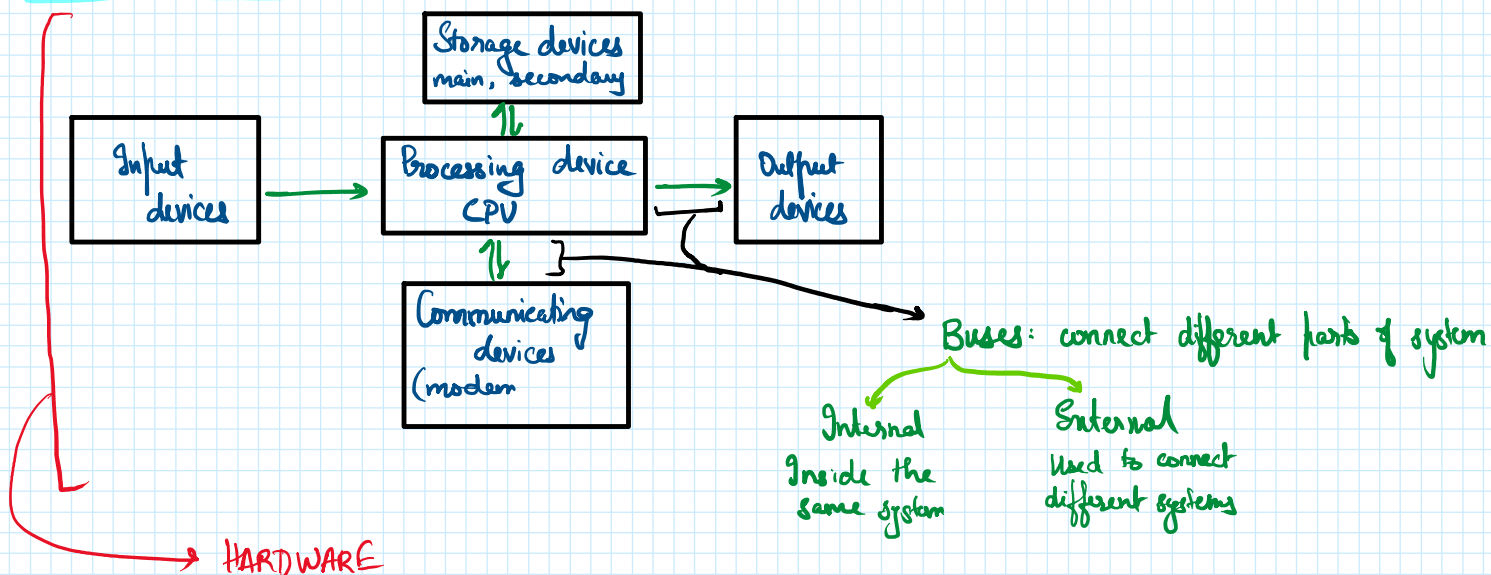 Storage devices
main, secondary
Input
devices
Processing device
CPU
Output
devices
Communicating
devices
(modem
Buses: connect different parts of system
Internal
Inside the
same system
External
Used to connect
different systems
HARDWARE